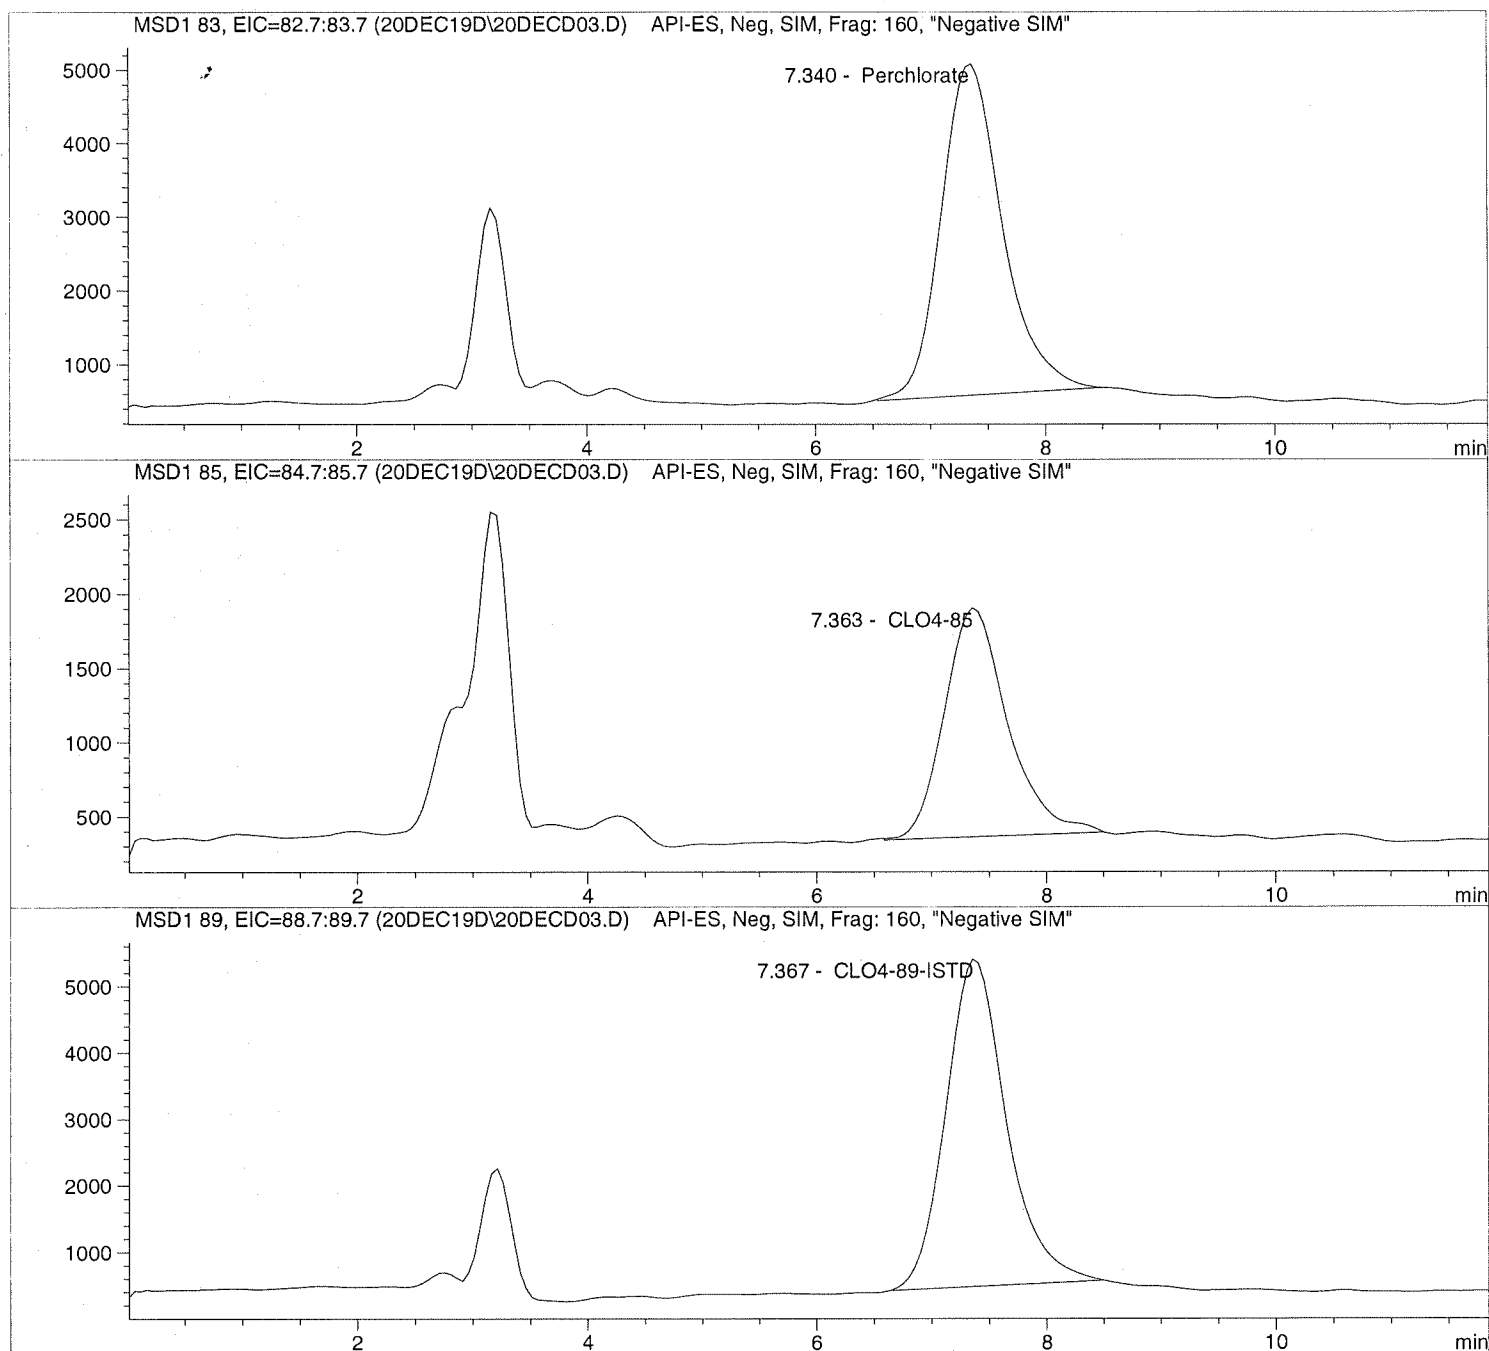 MSD1 83, EIC=82.7:83.7 (20DEC19D\20DECD03.D) API-ES, Neg, SIM, Frag: 160, "Negative SIM"
5000
7.340 - Perchlorate
4000
3000
2000
1000
2 4 6 8 10 min
MSD1 85, EIC=84.7:85.7 (20DEC19D\20DECD03.D) API-ES, Neg, SIM, Frag: 160, "Negative SIM"
2500
2000
7.363 - CLO4-85
1500
1000
500
2 4 6 8 10 min
MSD1 89, EIC=88.7:89.7 (20DEC19D\20DECD03.D) API-ES, Neg, SIM, Frag: 160, "Negative SIM"
7.367 - CLO4-89-ISTD
5000
4000
3000
2000
1000
2 4 6 8 10 min